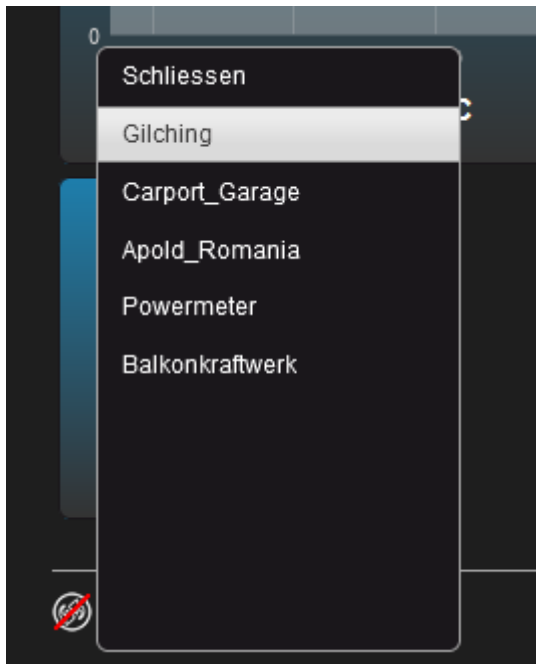 0
Schliessen
Gilching
Carport_Garage
Apold_Romania
Powermeter
Balkonkraftwerk